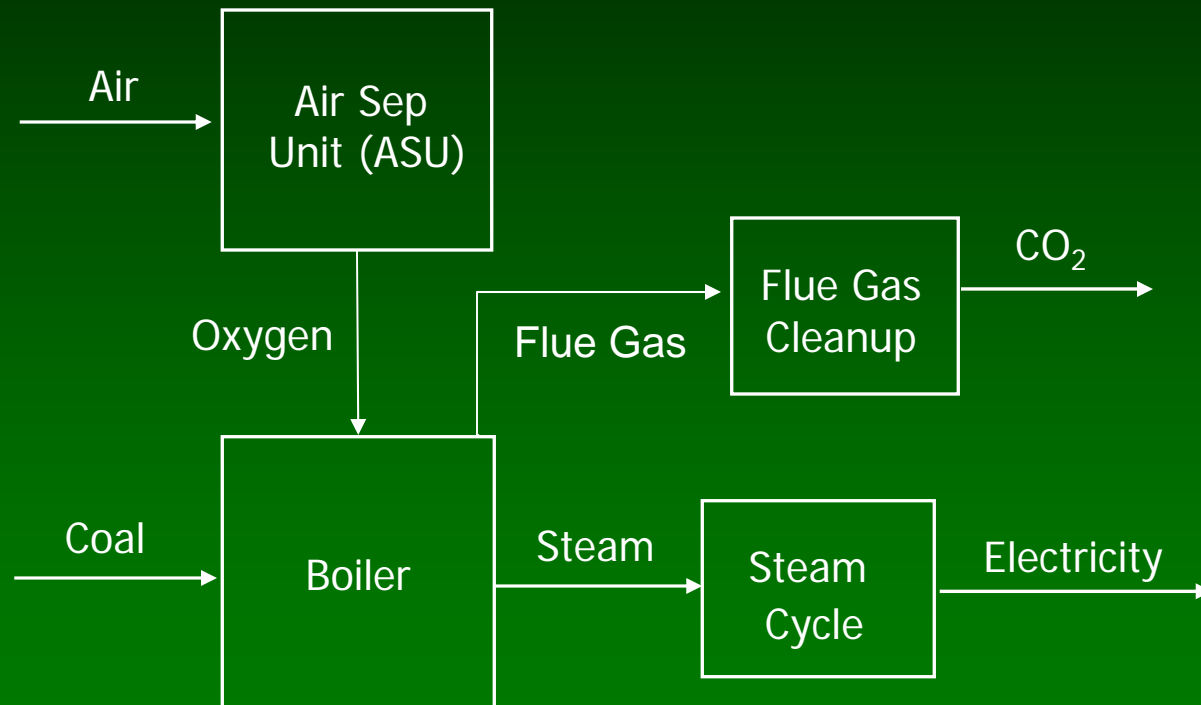 Air
Air Sep
Unit (ASU)
CO₂
Flue Gas
Cleanup
Oxygen
Flue Gas
Coal
Boiler
Steam
Steam
Cycle
Electricity